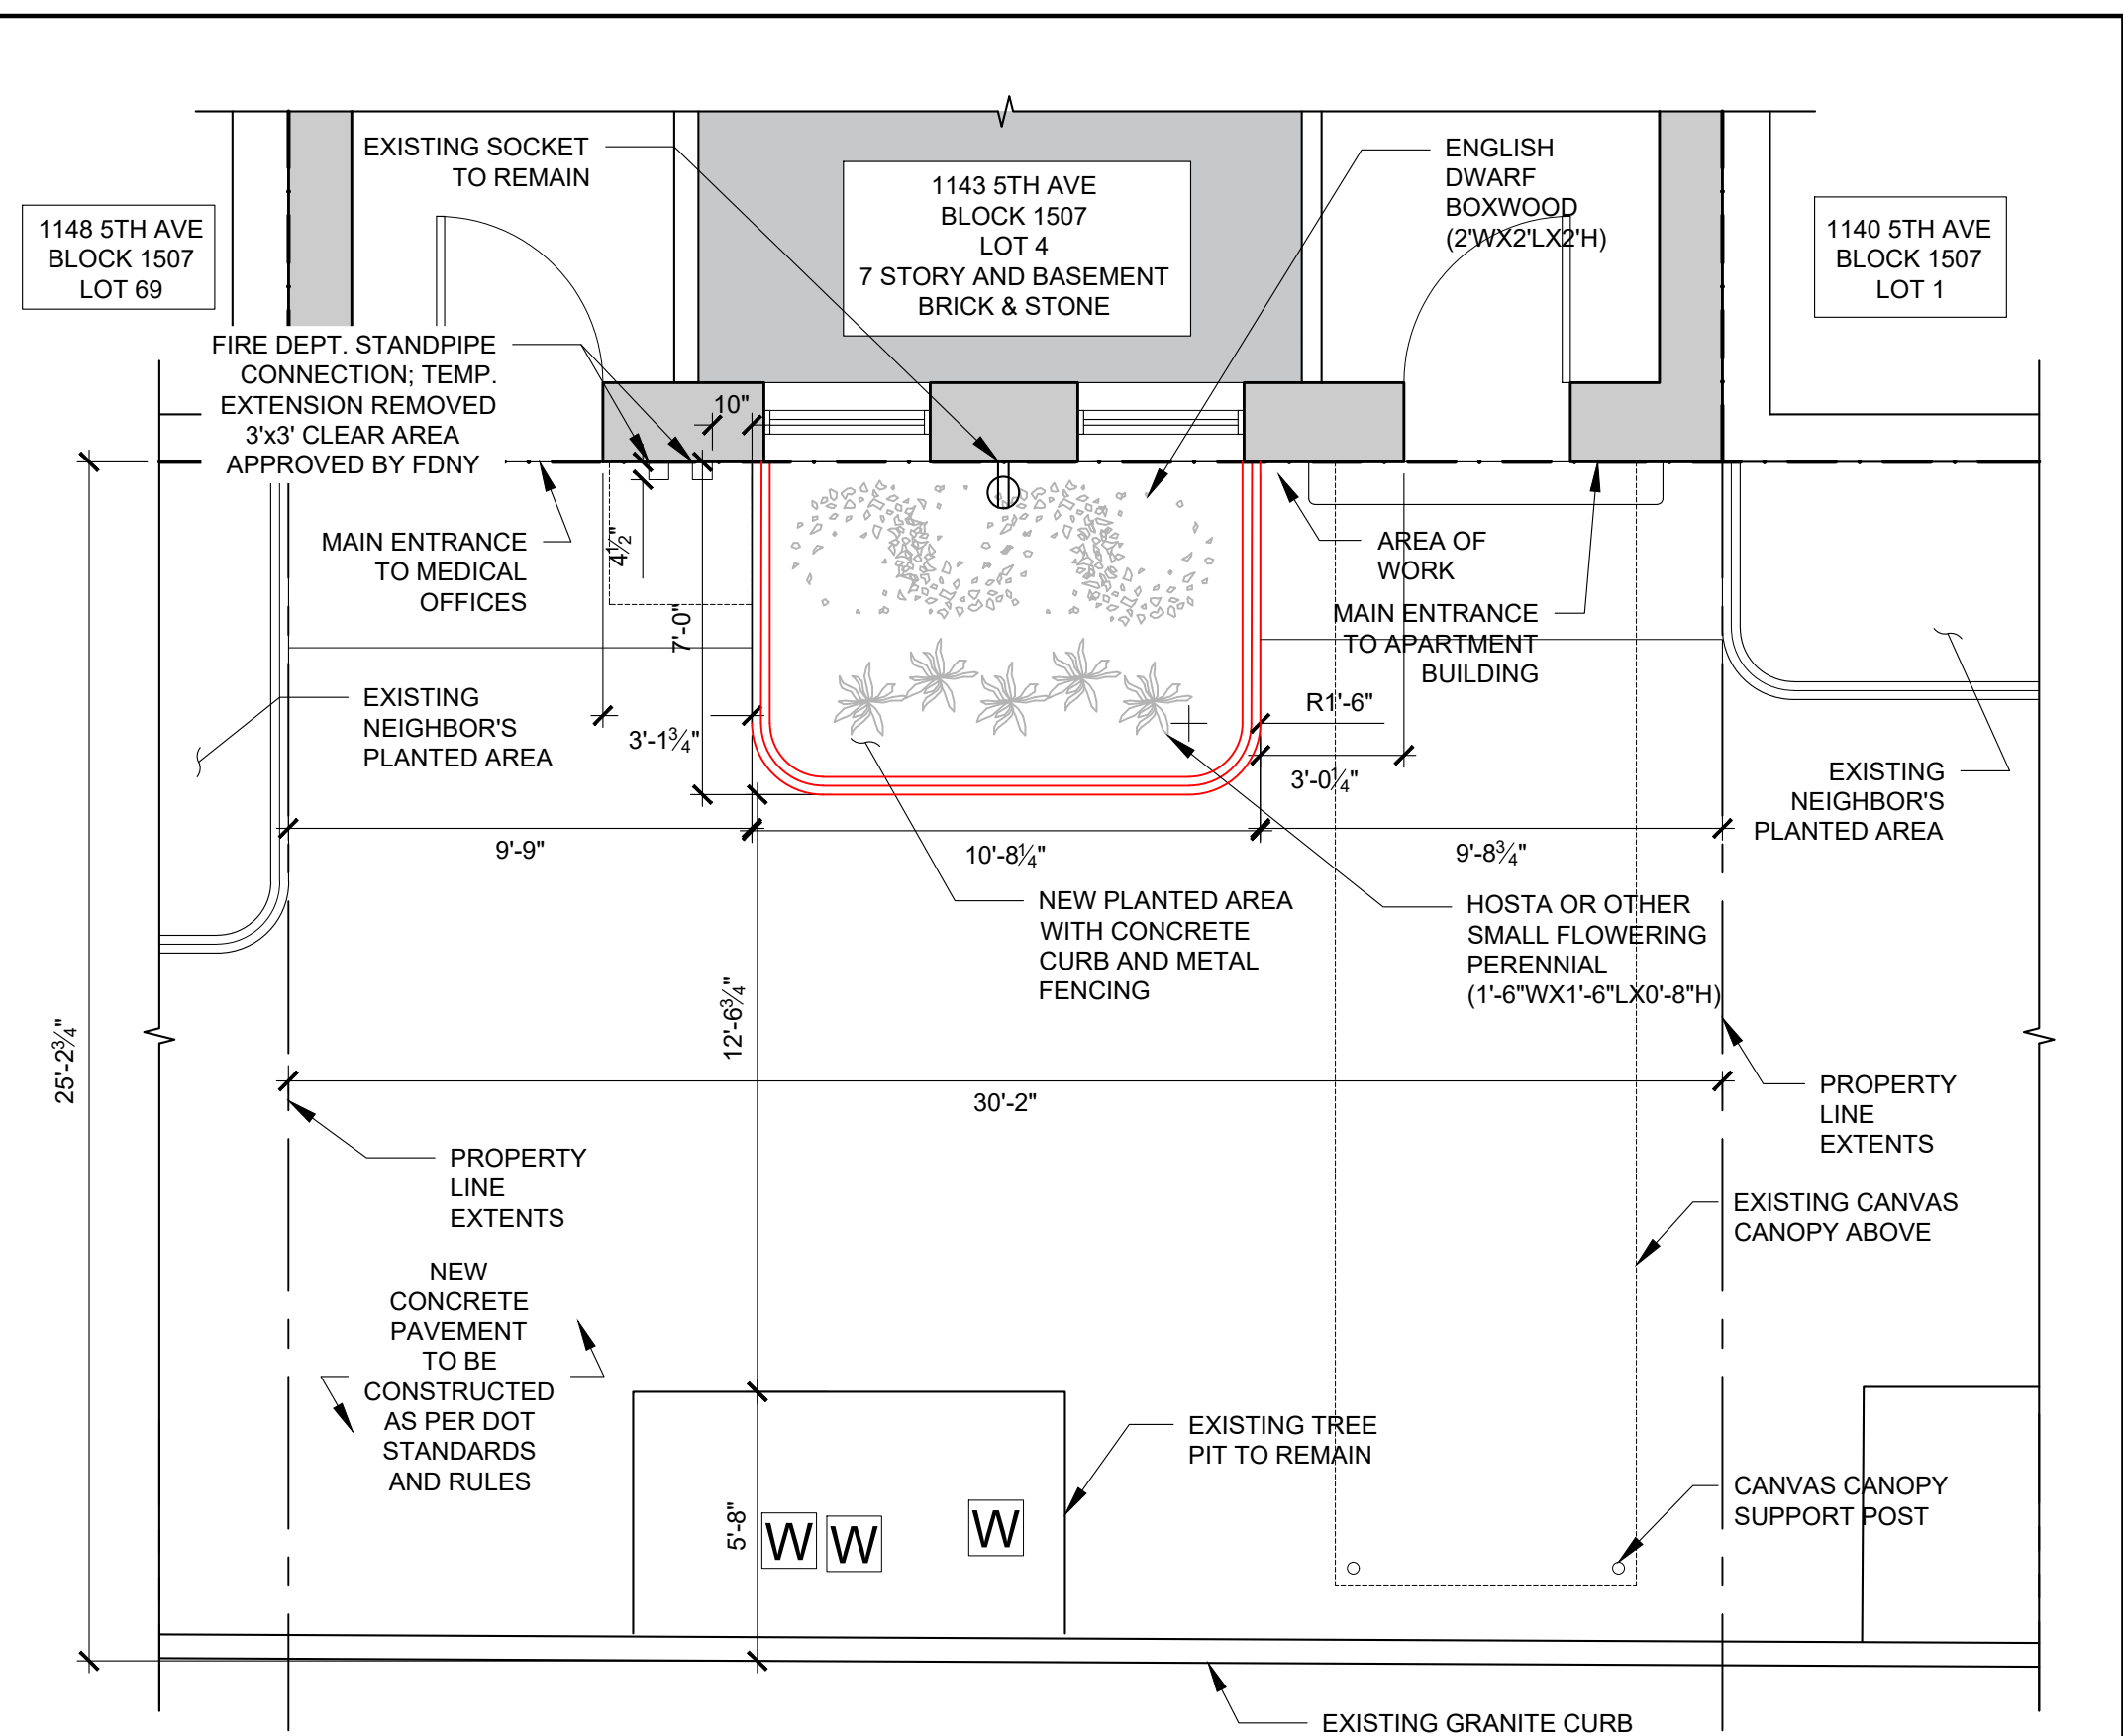 EXISTING SOCKET
TO REMAIN
1143 5TH AVE
BLOCK 1507
LOT 4
7 STORY AND BASEMENT
BRICK & STONE
ENGLISH
DWARF
BOXWOOD
(2'WX2'LX2'H)
1148 5TH AVE
BLOCK 1507
LOT 69
1140 5TH AVE
BLOCK 1507
LOT 1
FIRE DEPT. STANDPIPE
CONNECTION; TEMP.
EXTENSION REMOVED
3'x3' CLEAR AREA
APPROVED BY FDNY
10"
MAIN ENTRANCE
TO MEDICAL
OFFICES
4½"
7'-0"
AREA OF
WORK
MAIN ENTRANCE
TO APARTMENT
BUILDING
EXISTING
NEIGHBOR'S
PLANTED AREA
3'-1¾"
R1'-6"
3'-0¼"
EXISTING
NEIGHBOR'S
PLANTED AREA
9'-9"
10'-8¼"
9'-8¾"
NEW PLANTED AREA
WITH CONCRETE
CURB AND METAL
FENCING
HOSTA OR OTHER
SMALL FLOWERING
PERENNIAL
(1'-6"WX1'-6"LX0'-8"H)
25'-2¾"
12'-6¾"
30'-2"
PROPERTY
LINE
EXTENTS
PROPERTY
LINE
EXTENTS
EXISTING CANVAS
CANOPY ABOVE
NEW
CONCRETE
PAVEMENT
TO BE
CONSTRUCTED
AS PER DOT
STANDARDS
AND RULES
EXISTING TREE
PIT TO REMAIN
CANVAS CANOPY
SUPPORT POST
5'-8"
W W W
EXISTING GRANITE CURB